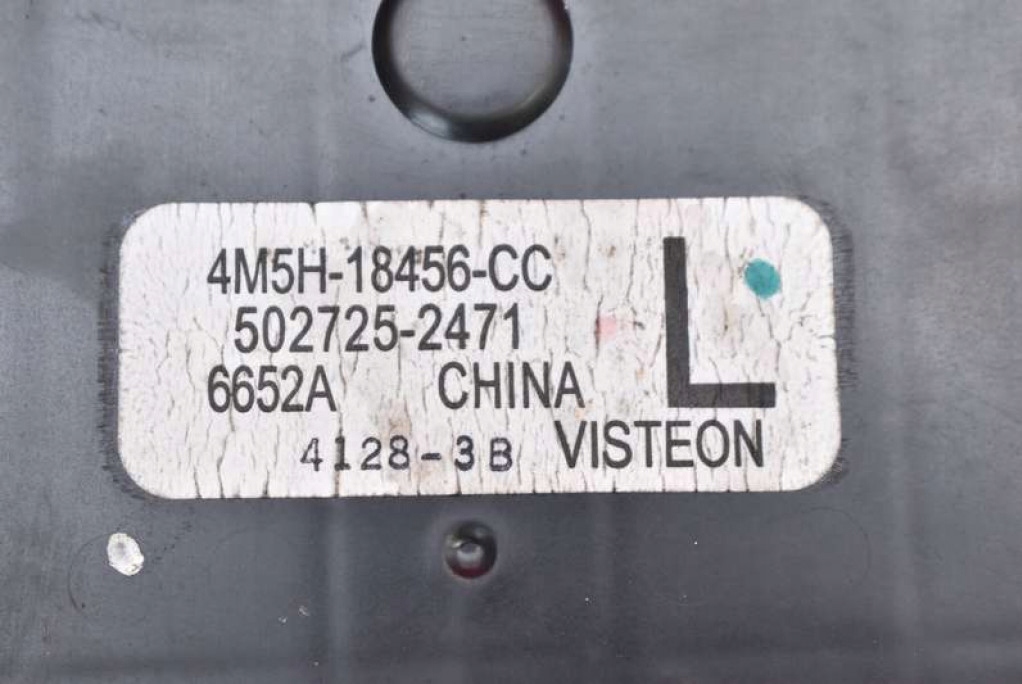 4M5H-18456-CC
502725-2471
6652A CHINA
L
4128-3B VISTEON